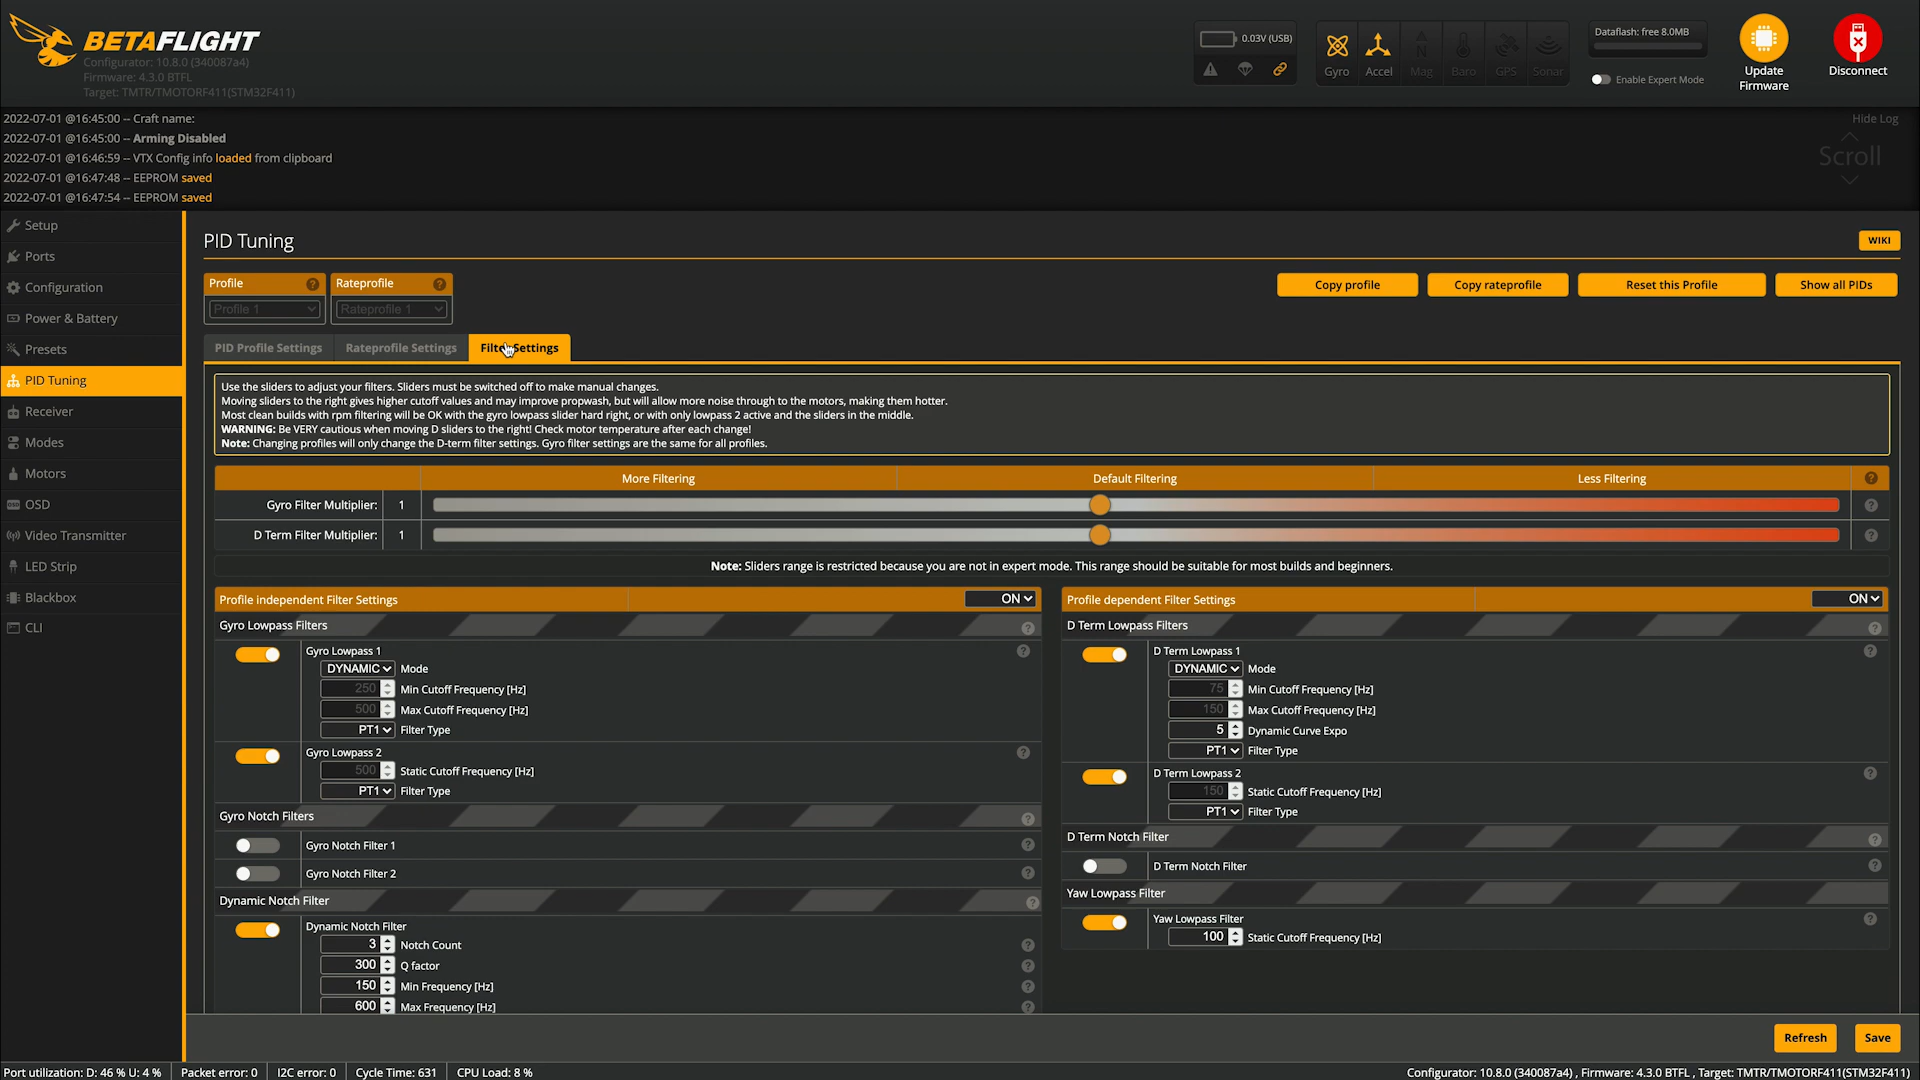 BETAFLIGHT
Configurator: 10.8.0 (340087a4)
Firmware: 4.3.0 BTFL
Target: TMTR/TMOTORF411(STM32F411)
0.03V (USB)
Gyro
Accel
Mag
Baro
GPS
Sonar
Dataflash: free 8.0MB
Enable Expert Mode
Update
Firmware
Disconnect
2022-07-01 @16:45:00 -- Craft name:
2022-07-01 @16:45:00 -- Arming Disabled
2022-07-01 @16:46:59 -- VTX Config info loaded from clipboard
2022-07-01 @16:47:48 -- EEPROM saved
2022-07-01 @16:47:54 -- EEPROM saved
Hide Log
Scroll
Setup
Ports
Configuration
Power & Battery
Presets
PID Tuning
Receiver
Modes
Motors
OSD
Video Transmitter
LED Strip
Blackbox
CLI
PID Tuning
WIKI
Profile
Profile 1
Rateprofile
Rateprofile 1
Copy profile
Copy rateprofile
Reset this Profile
Show all PIDs
PID Profile Settings
Rateprofile Settings
Filter Settings
Use the sliders to adjust your filters. Sliders must be switched off to make manual changes.
Moving sliders to the right gives higher cutoff values and may improve propwash, but will allow more noise through to the motors, making them hotter.
Most clean builds with rpm filtering will be OK with the gyro lowpass slider hard right, or with only lowpass 2 active and the sliders in the middle.
WARNING: Be VERY cautious when moving D sliders to the right! Check motor temperature after each change!
Note: Changing profiles will only change the D-term filter settings. Gyro filter settings are the same for all profiles.
More Filtering
Default Filtering
Less Filtering
Gyro Filter Multiplier: 1
D Term Filter Multiplier: 1
Note: Sliders range is restricted because you are not in expert mode. This range should be suitable for most builds and beginners.
Profile independent Filter Settings ON
Gyro Lowpass Filters
Gyro Lowpass 1
DYNAMIC Mode
250 Min Cutoff Frequency [Hz]
500 Max Cutoff Frequency [Hz]
PT1 Filter Type
Gyro Lowpass 2
500 Static Cutoff Frequency [Hz]
PT1 Filter Type
Gyro Notch Filters
Gyro Notch Filter 1
Gyro Notch Filter 2
Dynamic Notch Filter
Dynamic Notch Filter
3 Notch Count
300 Q factor
150 Min Frequency [Hz]
600 Max Frequency [Hz]
Profile dependent Filter Settings ON
D Term Lowpass Filters
D Term Lowpass 1
DYNAMIC Mode
75 Min Cutoff Frequency [Hz]
150 Max Cutoff Frequency [Hz]
5 Dynamic Curve Expo
PT1 Filter Type
D Term Lowpass 2
150 Static Cutoff Frequency [Hz]
PT1 Filter Type
D Term Notch Filter
D Term Notch Filter
Yaw Lowpass Filter
Yaw Lowpass Filter
100 Static Cutoff Frequency [Hz]
Refresh
Save
Port utilization: D: 46 % U: 4 %
Packet error: 0
I2C error: 0
Cycle Time: 631
CPU Load: 8 %
Configurator: 10.8.0 (340087a4) , Firmware: 4.3.0 BTFL , Target: TMTR/TMOTORF411(STM32F411)